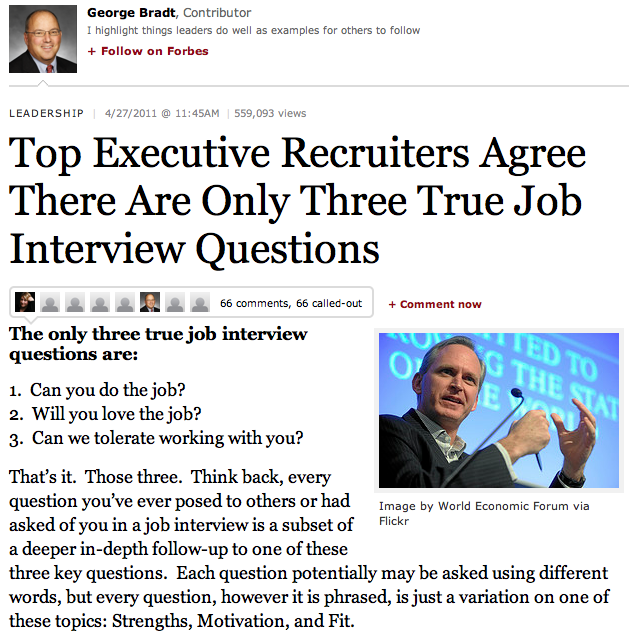 George Bradt, Contributor
I highlight things leaders do well as examples for others to follow
+ Follow on Forbes
LEADERSHIP | 4/27/2011 @ 11:45AM | 559,093 views
Top Executive Recruiters Agree
There Are Only Three True Job
Interview Questions
66 comments, 66 called-out
+ Comment now
The only three true job interview
questions are:
1. Can you do the job?
2. Will you love the job?
3. Can we tolerate working with you?
That's it. Those three. Think back, every
question you've ever posed to others or had
asked of you in a job interview is a subset of
a deeper in-depth follow-up to one of these
three key questions. Each question potentially may be asked using different
words, but every question, however it is phrased, is just a variation on one of
these topics: Strengths, Motivation, and Fit.
TED TO
G THE STAT
OF THE WORLD
Image by World Economic Forum via
Flickr